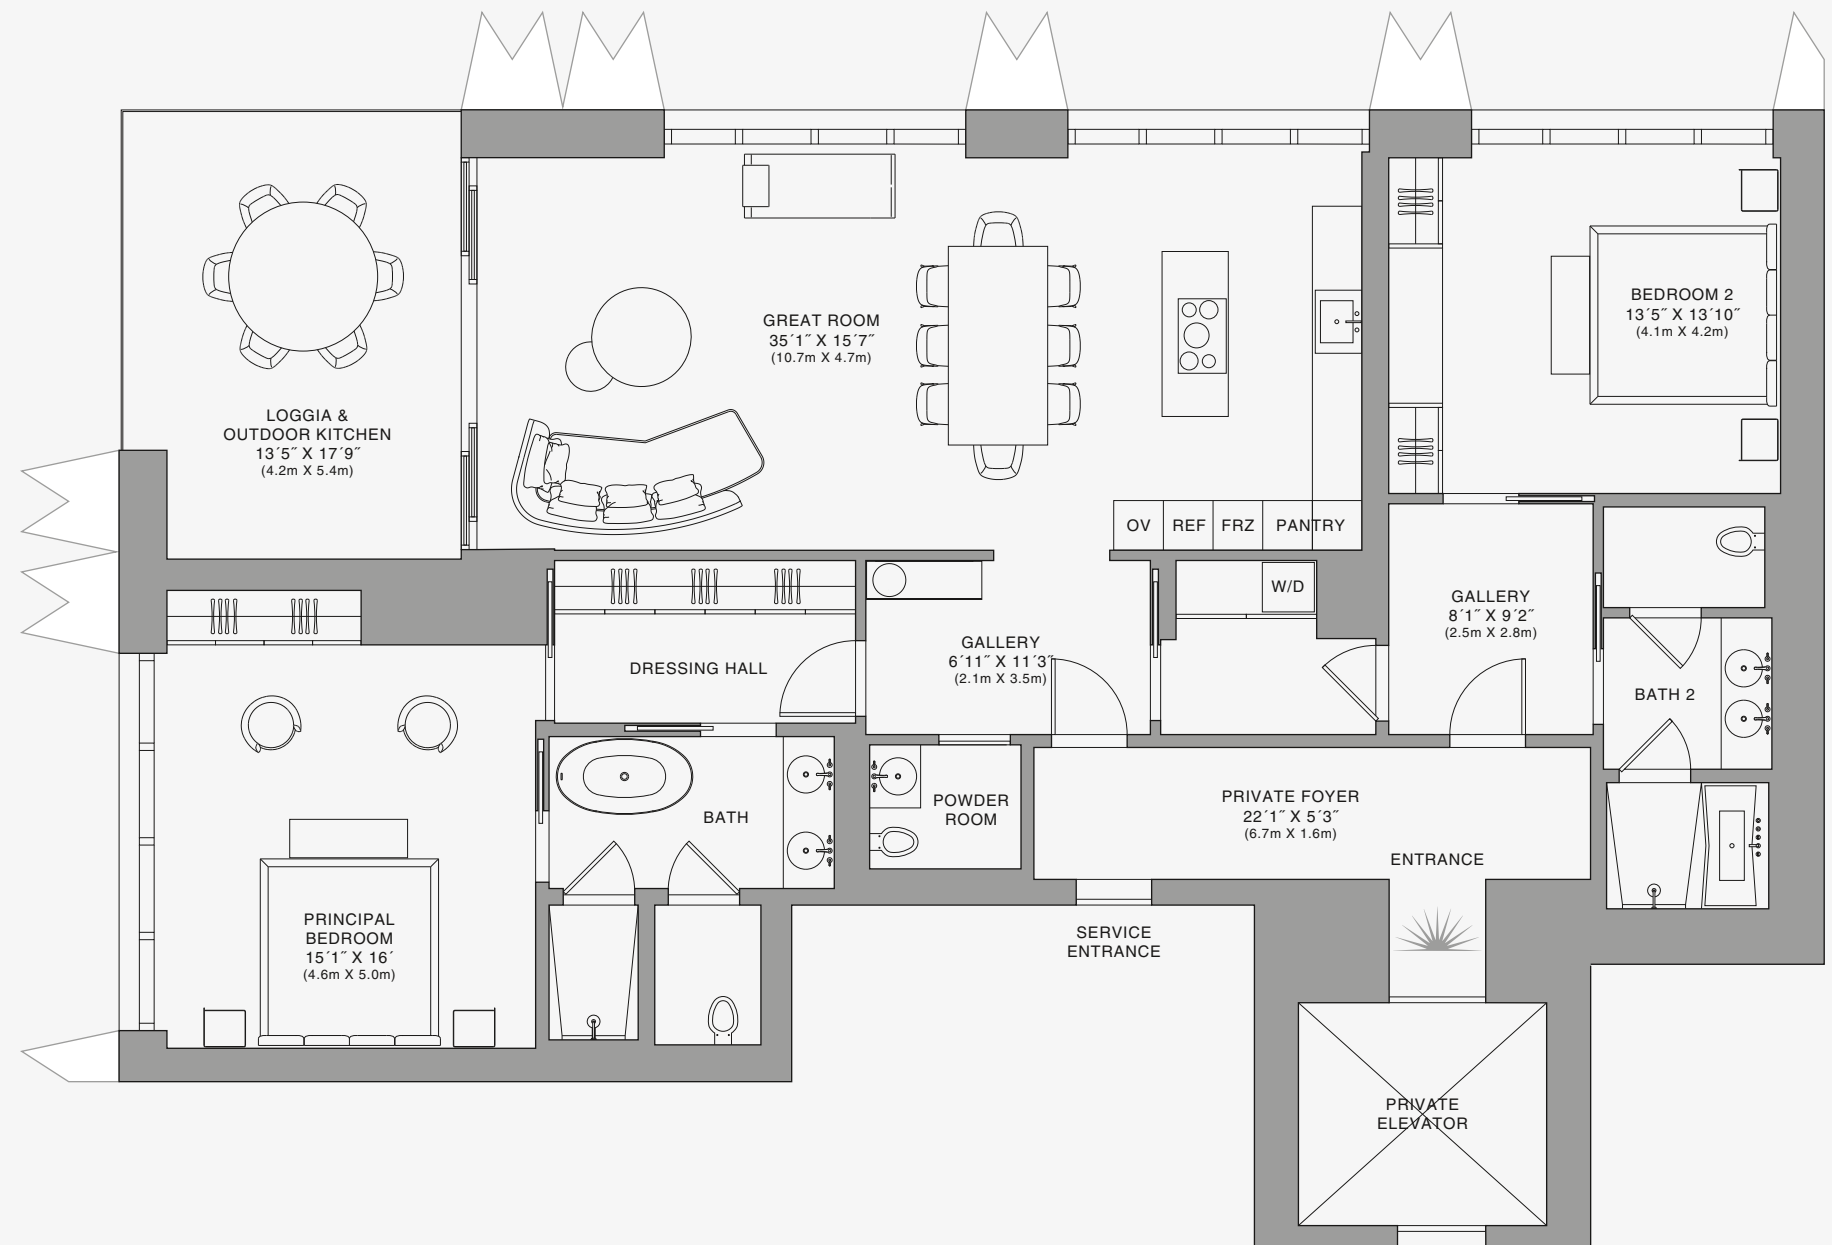 GREAT ROOM
35´1˝ X 15´7˝
(10.7m X 4.7m)
BEDROOM 2
13´5˝ X 13´10˝
(4.1m X 4.2m)
LOGGIA &
OUTDOOR KITCHEN
13´5˝ X 17´9˝
(4.2m X 5.4m)
OV
REF
FRZ
PANTRY
W/D
GALLERY
8´1˝ X 9´2˝
(2.5m X 2.8m)
DRESSING HALL
GALLERY
6´11˝ X 11´3˝
(2.1m X 3.5m)
BATH 2
BATH
POWDER
ROOM
PRIVATE FOYER
22´1˝ X 5´3˝
(6.7m X 1.6m)
ENTRANCE
PRINCIPAL
BEDROOM
15´1˝ X 16´
(4.6m X 5.0m)
SERVICE
ENTRANCE
PRIVATE
ELEVATOR